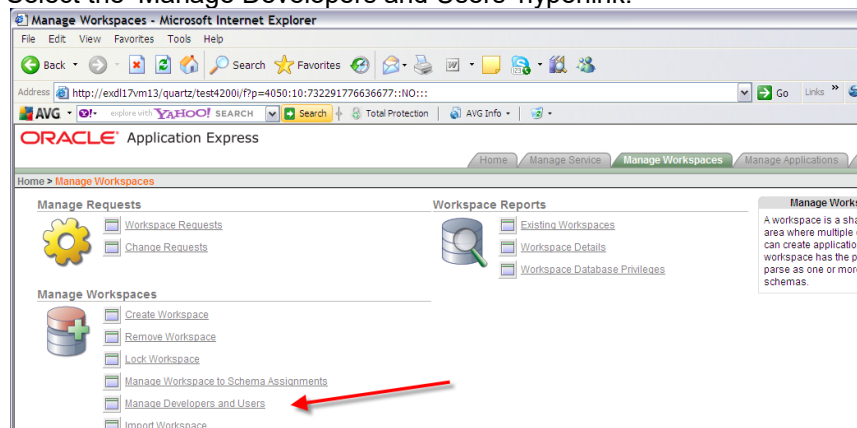 Select the 'Manage Developers and Users' hyperlink.
Manage Workspaces - Microsoft Internet Explorer
File Edit View Favorites Tools Help
Back Search Favorites
Address http://exdl17vm13/quartz/test4200i/f?p=4050:10:732291776636677::NO::: Go Links »
AVG explore with YAHOO! SEARCH Search Total Protection AVG Info
ORACLE Application Express
Home Manage Service Manage Workspaces Manage Applications
Home > Manage Workspaces
Manage Requests
Workspace Requests
Change Requests
Workspace Reports
Existing Workspaces
Workspace Details
Workspace Database Privileges
Manage Works
A workspace is a sha
area where multiple
can create applicatio
workspace has the p
parse as one or more
schemas.
Manage Workspaces
Create Workspace
Remove Workspace
Lock Workspace
Manage Workspace to Schema Assignments
Manage Developers and Users
Import Workspace